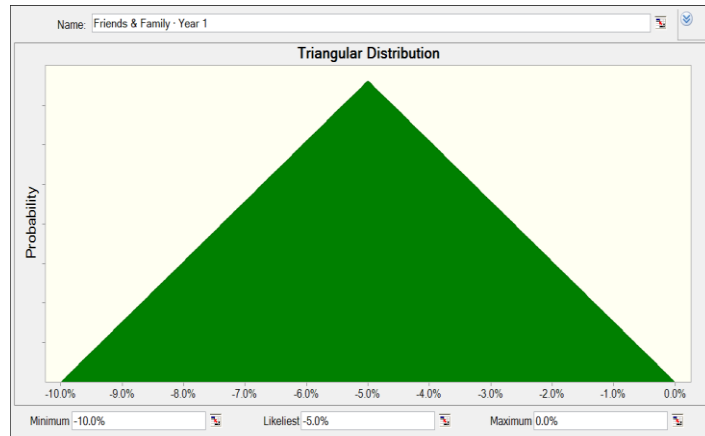 Name: Friends & Family - Year 1
Triangular Distribution
Probability
-10.0% -9.0% -8.0% -7.0% -6.0% -5.0% -4.0% -3.0% -2.0% -1.0% 0.0%
Minimum -10.0% Likeliest -5.0% Maximum 0.0%